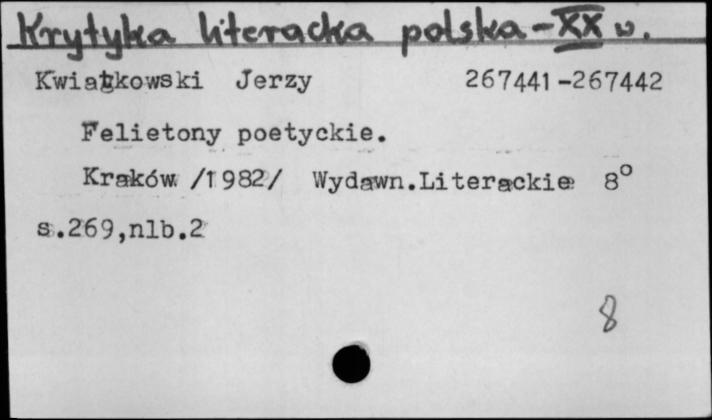 Krytyka literacka polska - XX w.
Kwiatkowski Jerzy 267441-267442
Felietony poetyckie.
Kraków /1982/ Wydawn.Literackie 8°
s.269,nlb.2
8